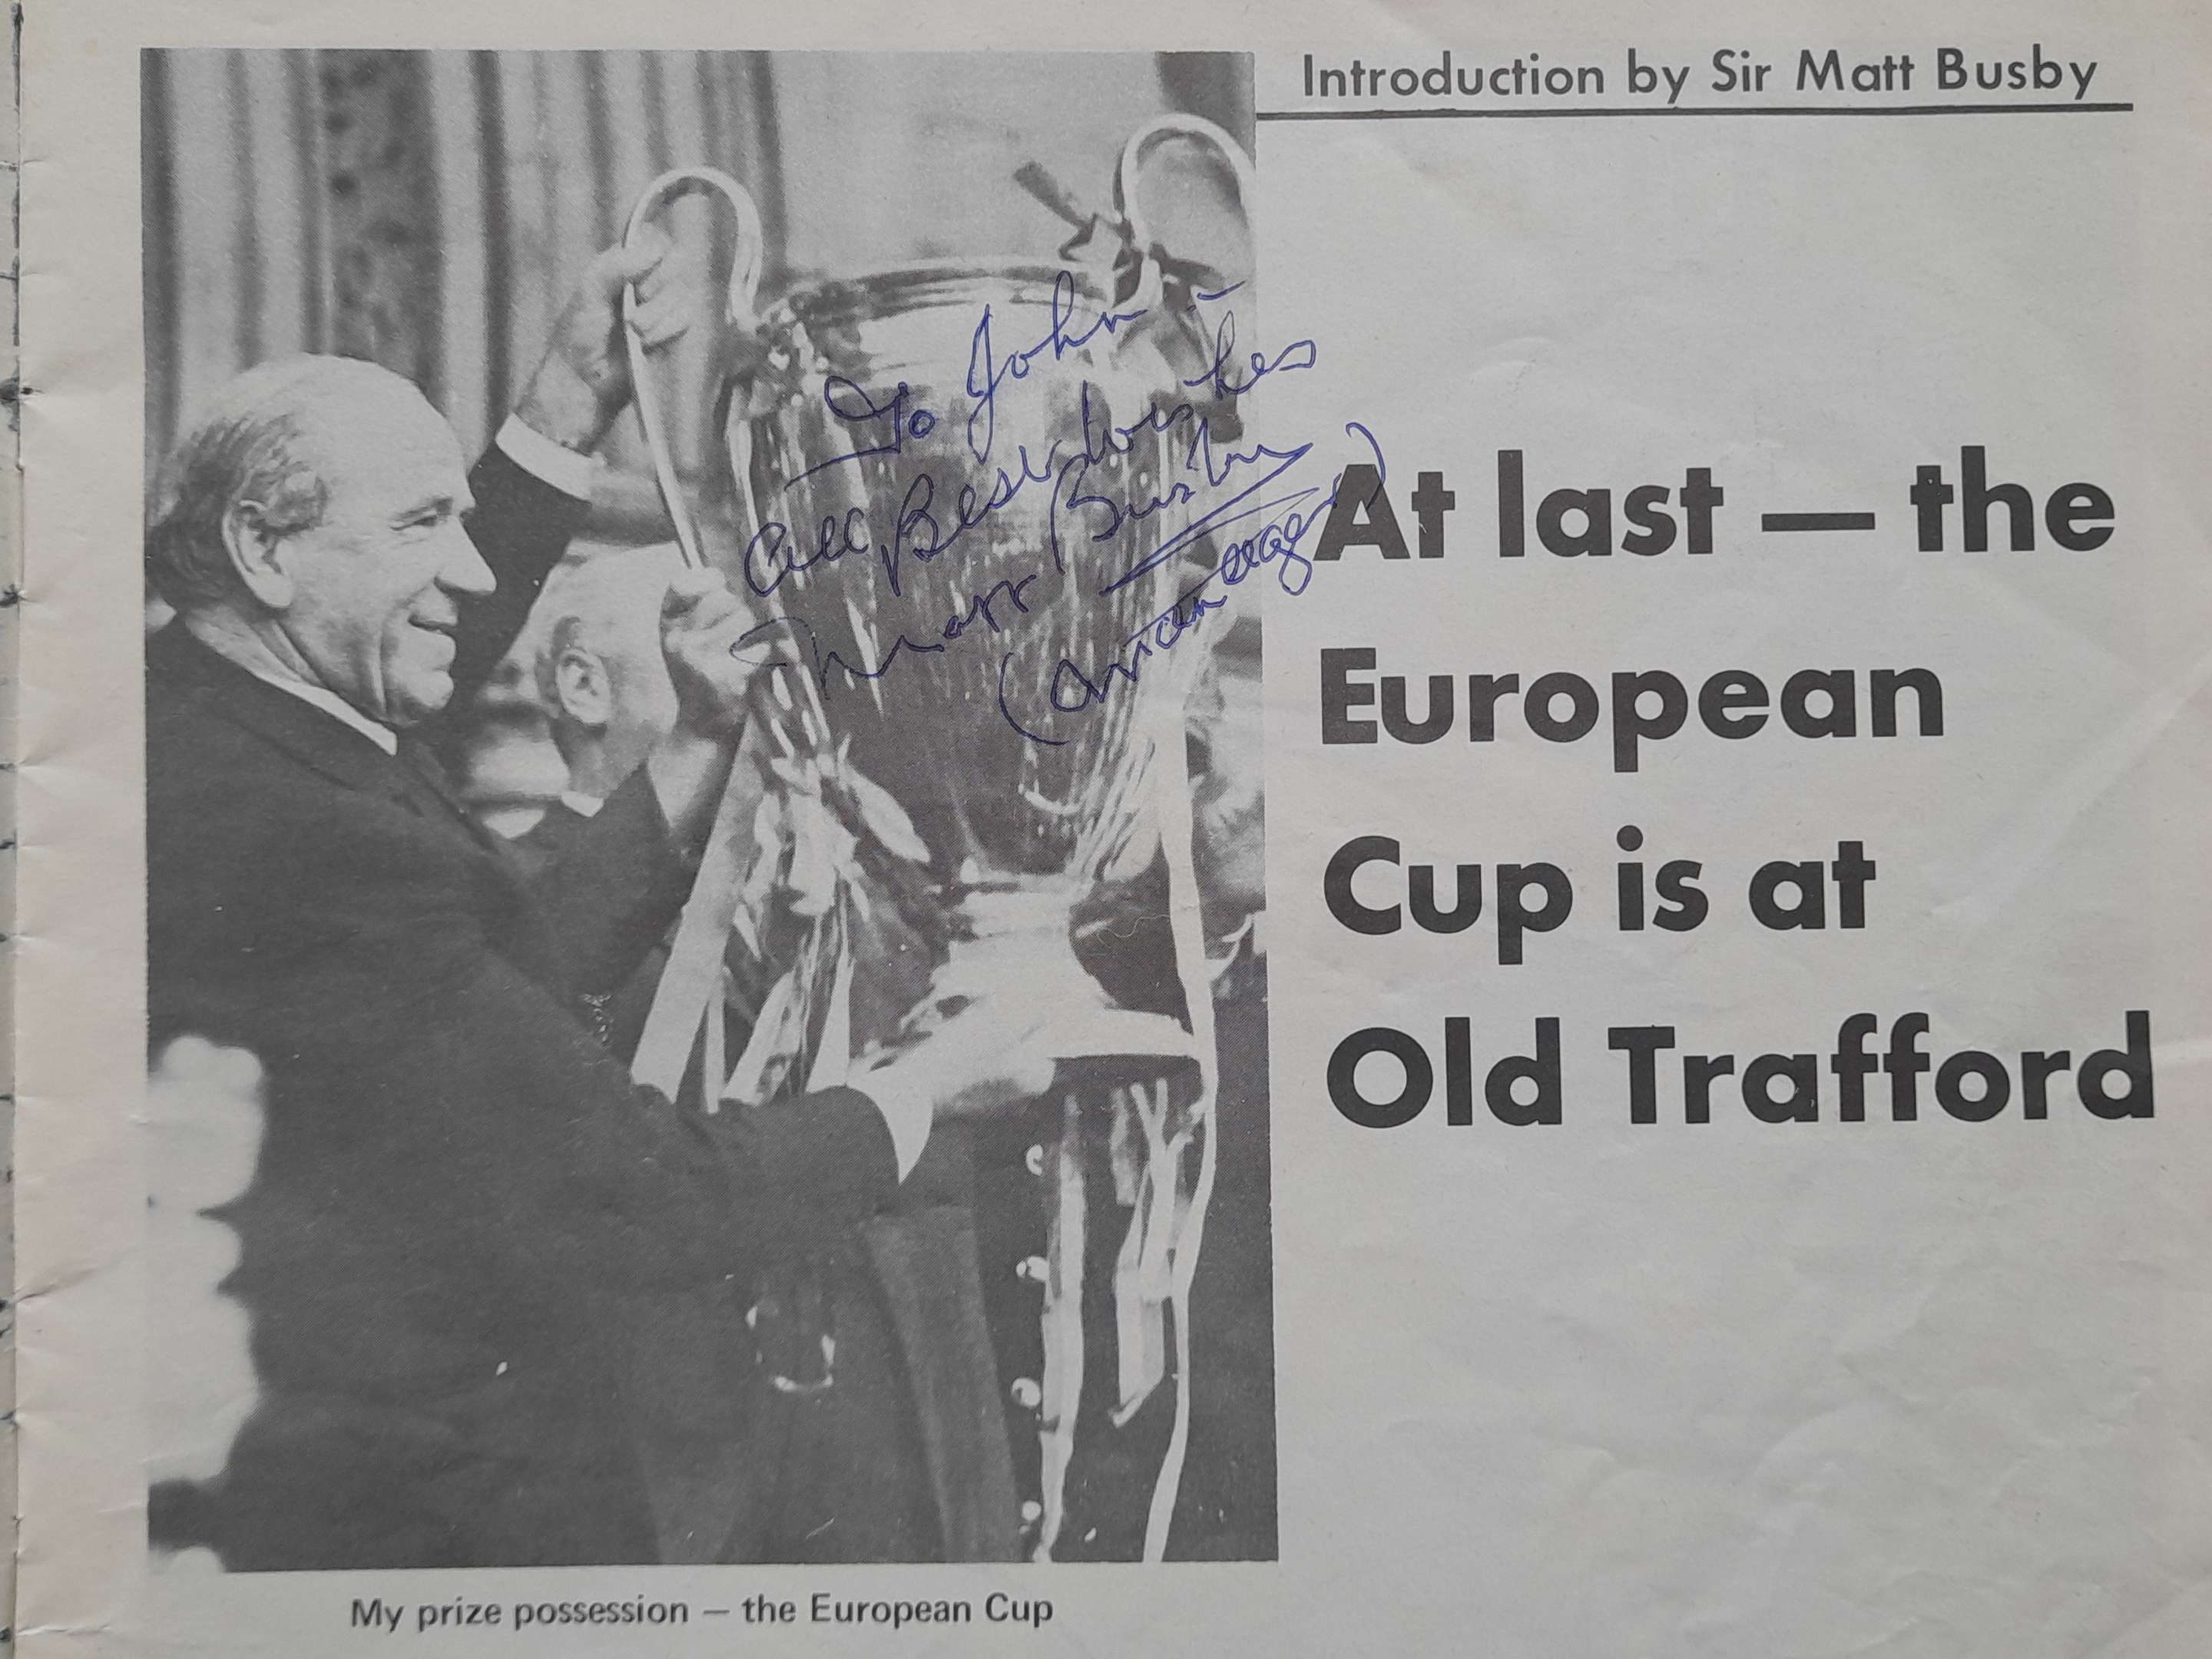 Introduction by Sir Matt Busby
To John -
All Best wishes
Matt Busby
(Manager)
At last — the
European
Cup is at
Old Trafford
My prize possession — the European Cup